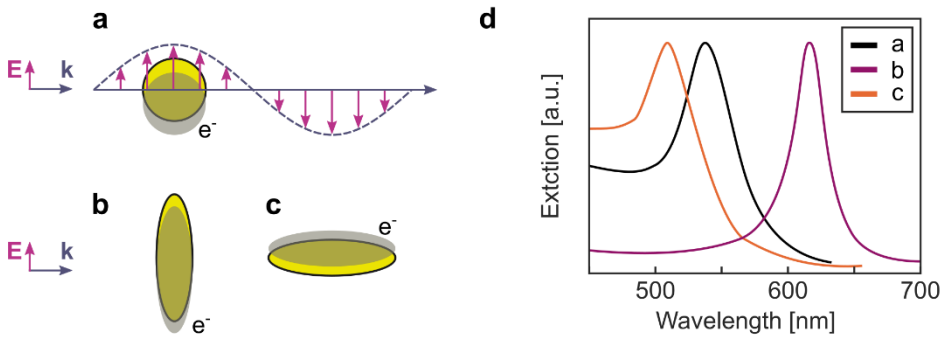 a
E
k
e⁻
b
c
e⁻
E
k
e⁻
d
Extction [a.u.]
a
b
c
500
600
700
Wavelength [nm]